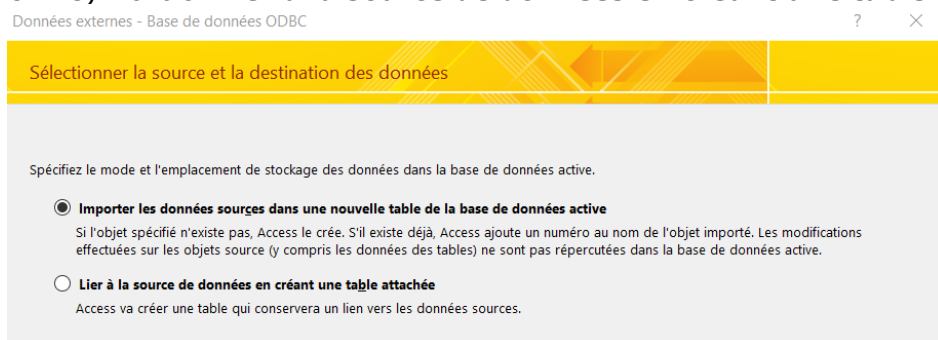 Données externes - Base de données ODBC ? ×
Sélectionner la source et la destination des données
Spécifiez le mode et l'emplacement de stockage des données dans la base de données active.
Importer les données sources dans une nouvelle table de la base de données active
Si l'objet spécifié n'existe pas, Access le crée. S'il existe déjà, Access ajoute un numéro au nom de l'objet importé. Les modifications
effectuées sur les objets source (y compris les données des tables) ne sont pas répercutées dans la base de données active.
Lier à la source de données en créant une table attachée
Access va créer une table qui conservera un lien vers les données sources.